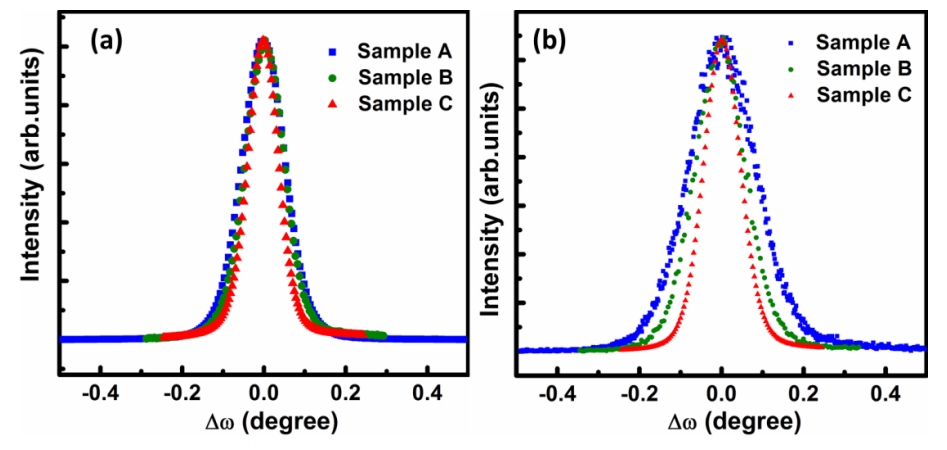 (a)
Sample A
Sample B
Sample C
Intensity (arb.units)
-0.4 -0.2 0.0 0.2 0.4
Δω (degree)
(b)
Sample A
Sample B
Sample C
Intensity (arb.units)
-0.4 -0.2 0.0 0.2 0.4
Δω (degree)